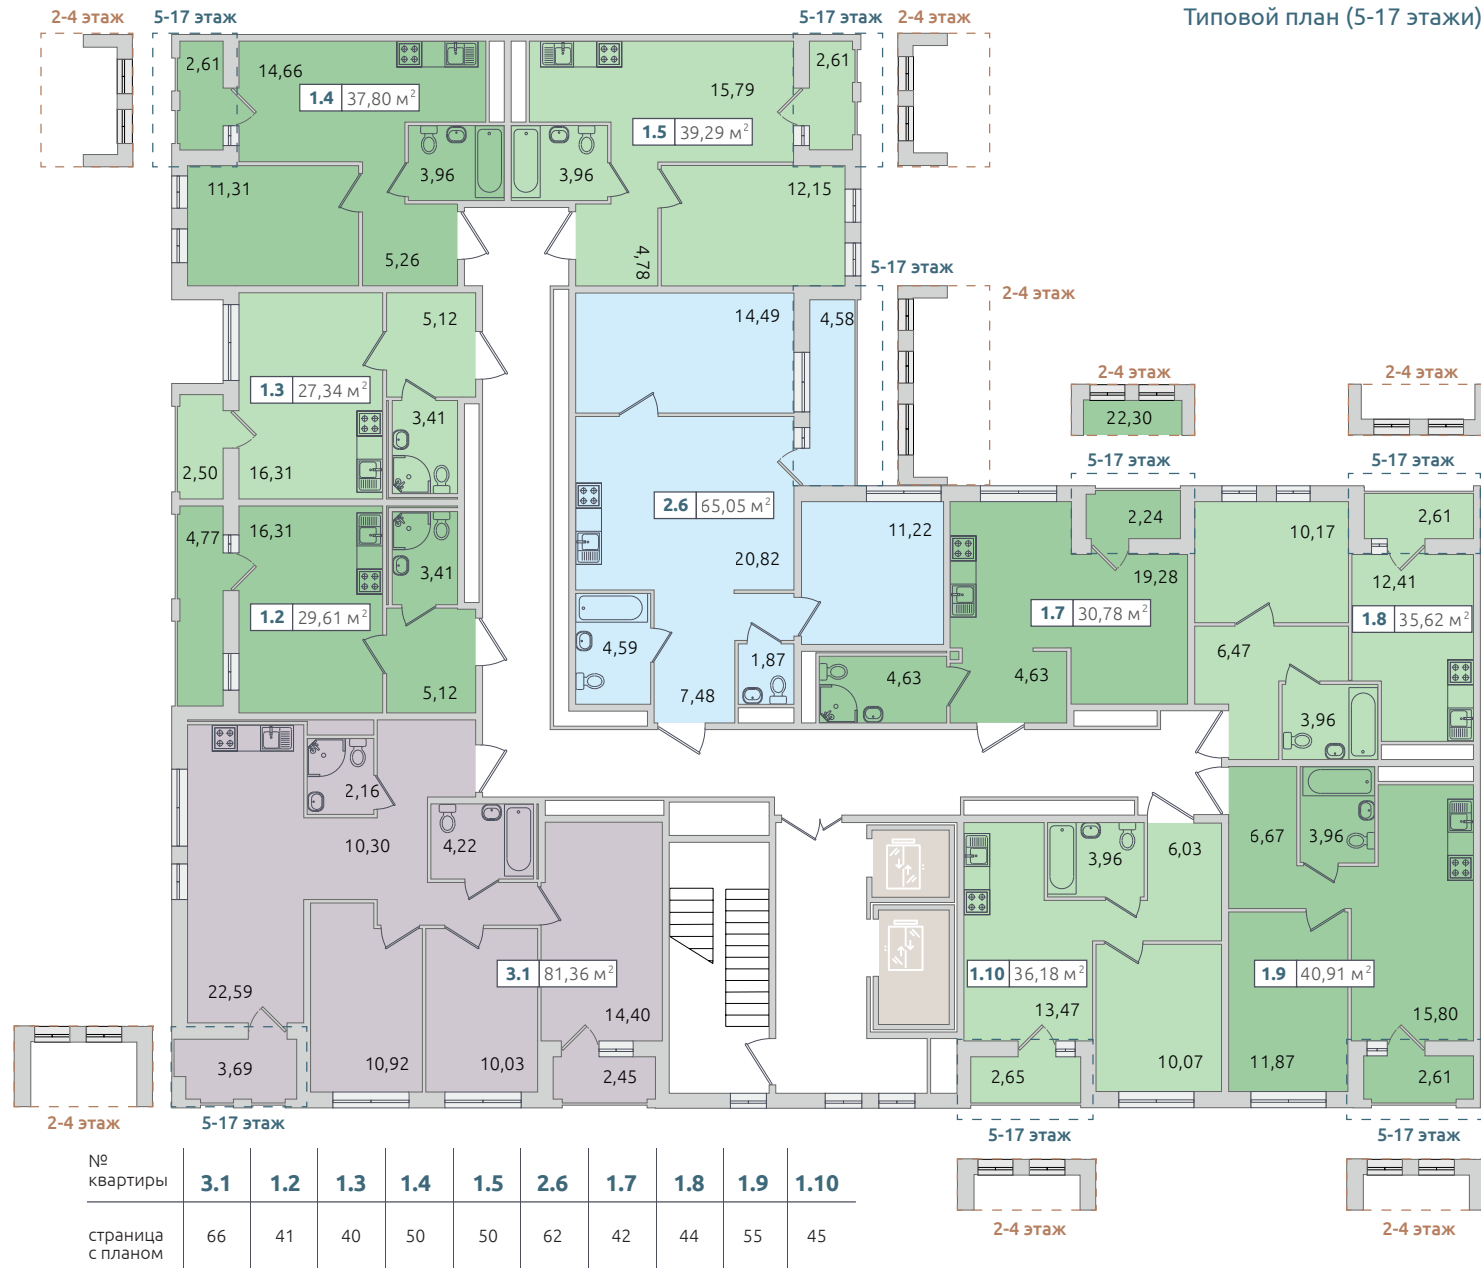 Типовой план (5-17 этажи)
2-4 этаж
5-17 этаж
5-17 этаж
2-4 этаж
2,61
14,66
1.4 37,80 м²
3,96
11,31
5,26
15,79
2,61
1.5 39,29 м²
3,96
12,15
4,78
5-17 этаж
2-4 этаж
5,12
1.3 27,34 м²
3,41
2,50
16,31
14,49
4,58
2.6 65,05 м²
20,82
11,22
4,59
1,87
7,48
4,77
16,31
3,41
1.2 29,61 м²
5,12
2-4 этаж
22,30
5-17 этаж
2,24
19,28
1.7 30,78 м²
4,63
4,63
2-4 этаж
5-17 этаж
2,61
10,17
12,41
1.8 35,62 м²
6,47
3,96
2,16
10,30
4,22
3.1 81,36 м²
22,59
14,40
3,69
10,92
10,03
2,45
2-4 этаж
5-17 этаж
3,96
6,03
1.10 36,18 м²
13,47
2,65
10,07
5-17 этаж
2-4 этаж
6,67
3,96
1.9 40,91 м²
15,80
11,87
2,61
5-17 этаж
2-4 этаж
№
квартиры 3.1 1.2 1.3 1.4 1.5 2.6 1.7 1.8 1.9 1.10
страница 66 41 40 50 50 62 42 44 55 45
с планом